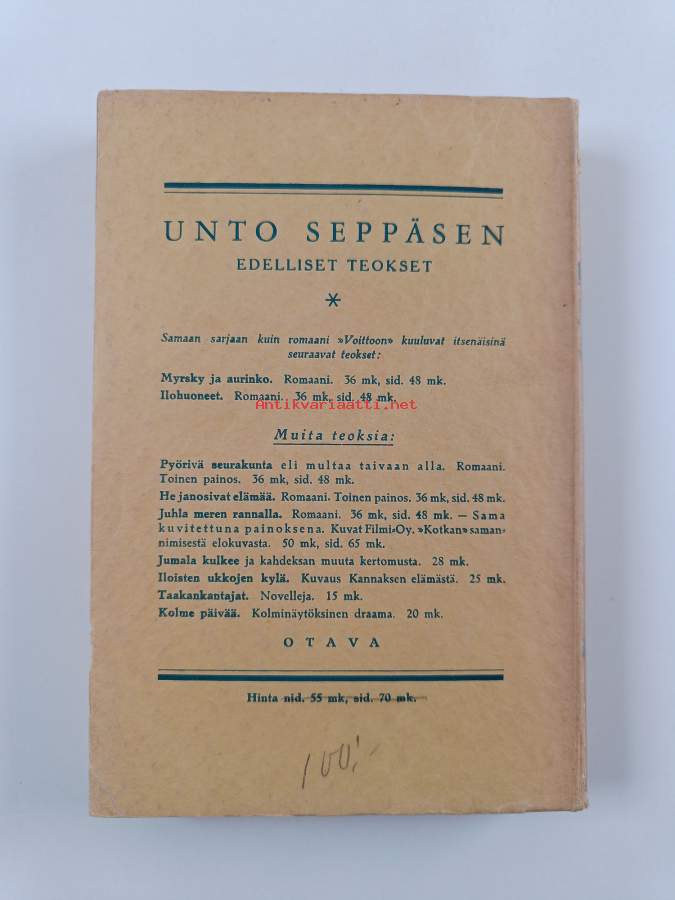 UNTO SEPPÄSEN
EDELLISET TEOKSET
*
Samaan sarjaan kuin romaani »Voittoon» kuuluvat itsenäisinä
seuraavat teokset:
Myrsky ja aurinko. Romaani. 36 mk, sid. 48 mk.
Ilohuoneet. Romaani. 36 mk, sid. 48 mk.
Antikvariaatti.net
Muita teoksia:
Pyörivä seurakunta eli multaa taivaan alla. Romaani.
Toinen painos. 36 mk, sid. 48 mk.
He janosivat elämää. Romaani. Toinen painos. 36 mk, sid. 48 mk.
Juhla meren rannalla. Romaani. 36 mk, sid. 48 mk. — Sama
kuvitettuna painoksena. Kuvat Filmi-Oy. »Kotkan» saman-
nimisestä elokuvasta. 50 mk, sid. 65 mk.
Jumala kulkee ja kahdeksan muuta kertomusta. 28 mk.
Iloisten ukkojen kylä. Kuvaus Kannaksen elämästä. 25 mk.
Taakankantajat. Novelleja. 15 mk.
Kolme päivää. Kolminäytöksinen draama. 20 mk.
OTAVA
Hinta nid. 55 mk, sid. 70 mk.
100:-